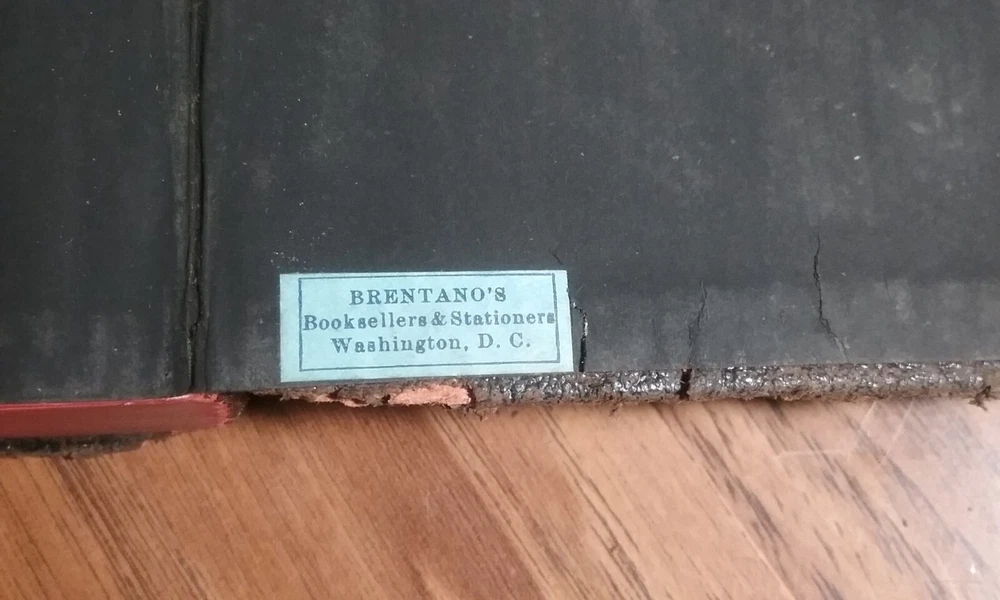 BRENTANO'S
Booksellers & Stationers
Washington, D. C.